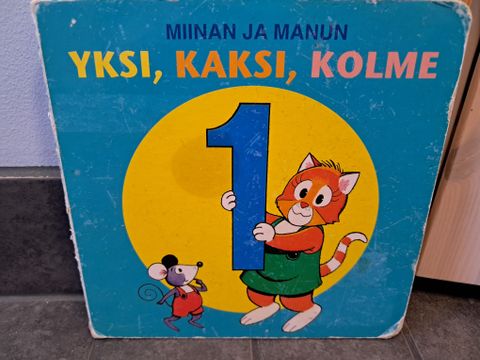 MIINAN JA MANUN
YKSI, KAKSI, KOLME
1